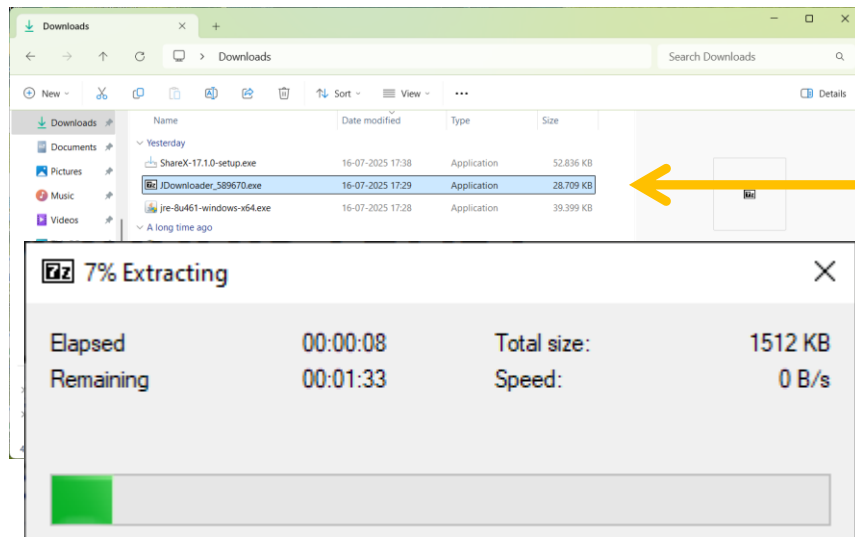 Downloads
Downloads
Search Downloads
New
Sort
View
Details
Downloads
Name
Date modified
Type
Size
Documents
Yesterday
Pictures
ShareX-17.1.0-setup.exe 16-07-2025 17:38 Application 52.836 KB
JDownloader_589670.exe 16-07-2025 17:29 Application 28.709 KB
Music
jre-8u461-windows-x64.exe 16-07-2025 17:28 Application 39.399 KB
Videos
A long time ago
7z 7% Extracting
Elapsed 00:00:08 Total size: 1512 KB
Remaining 00:01:33 Speed: 0 B/s